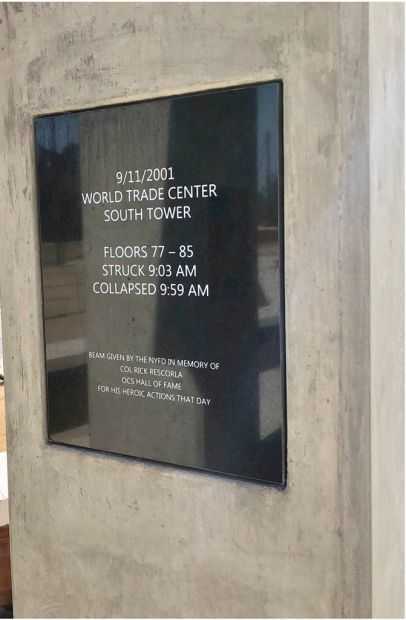 9/11/2001
WORLD TRADE CENTER
SOUTH TOWER
FLOORS 77 – 85
STRUCK 9:03 AM
COLLAPSED 9:59 AM
BEAM GIVEN BY THE NYFD IN MEMORY OF
COL RICK RESCORLA
OCS HALL OF FAME
FOR HIS HEROIC ACTIONS THAT DAY